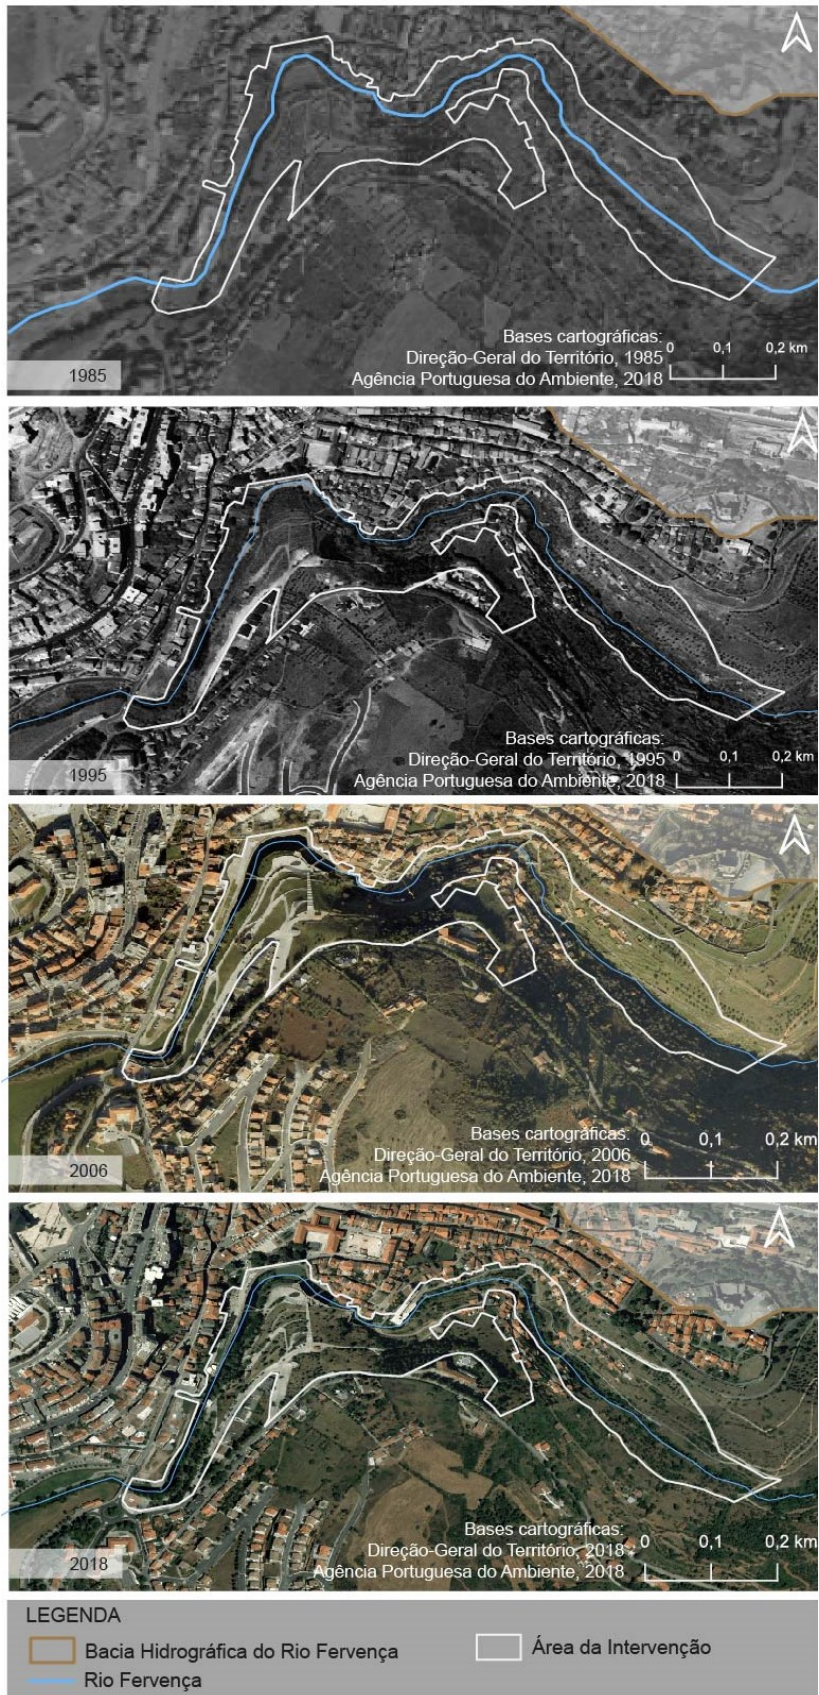 Bases cartográficas:
Direção-Geral do Território, 1985
Agência Portuguesa do Ambiente, 2018
0 0,1 0,2 km
1985
Bases cartográficas:
Direção-Geral do Território, 1995
Agência Portuguesa do Ambiente, 2018
0 0,1 0,2 km
1995
Bases cartográficas:
Direção-Geral do Território, 2006
Agência Portuguesa do Ambiente, 2018
0 0,1 0,2 km
2006
Bases cartográficas:
Direção-Geral do Território, 2018
Agência Portuguesa do Ambiente, 2018
0 0,1 0,2 km
2018
LEGENDA
Bacia Hidrográfica do Rio Fervença
Área da Intervenção
Rio Fervença